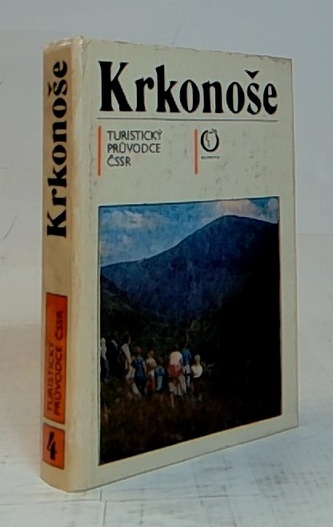 Krkonoše
TURISTICKÝ
PRŮVODCE
ČSSR
Krkonoše
TURISTICKÝ
PRŮVODCE ČSSR
4